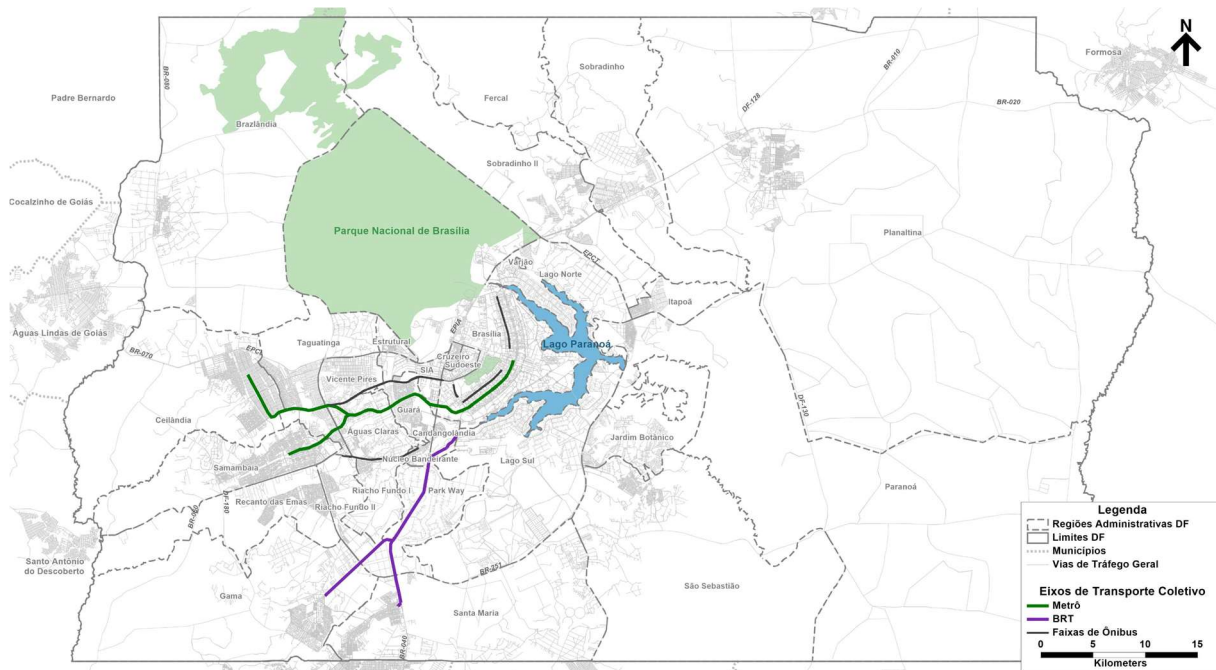 N
Formosa
Sobradinho
BR-010
BR-080
Padre Bernardo
Fercal
DF-128
BR-020
Brazlândia
Sobradinho II
Cocalzinho de Goiás
Parque Nacional de Brasília
Planaltina
EPCT
Varjão
Lago Norte
Itapoã
Águas Lindas de Goiás
EPIA
Brasília
Taguatinga
Estrutural
Lago Paranoá
BR-070
EPCT
Cruzeiro
Sudoeste
SIA
Vicente Pires
DF-130
Guará
Ceilândia
Águas Claras
Candangolândia
Jardim Botânico
Núcleo Bandeirante
Lago Sul
Samambaia
Riacho Fundo I
Park Way
Paranoá
Recanto das Emas
Riacho Fundo II
BR-060
DF-180
Santo Antônio
do Descoberto
BR-251
São Sebastião
Gama
Santa Maria
BR-040
Legenda
Regiões Administrativas DF
Limites DF
Municípios
Vias de Tráfego Geral
Eixos de Transporte Coletivo
Metrô
BRT
Faixas de Ônibus
0 5 10 15
Kilometers